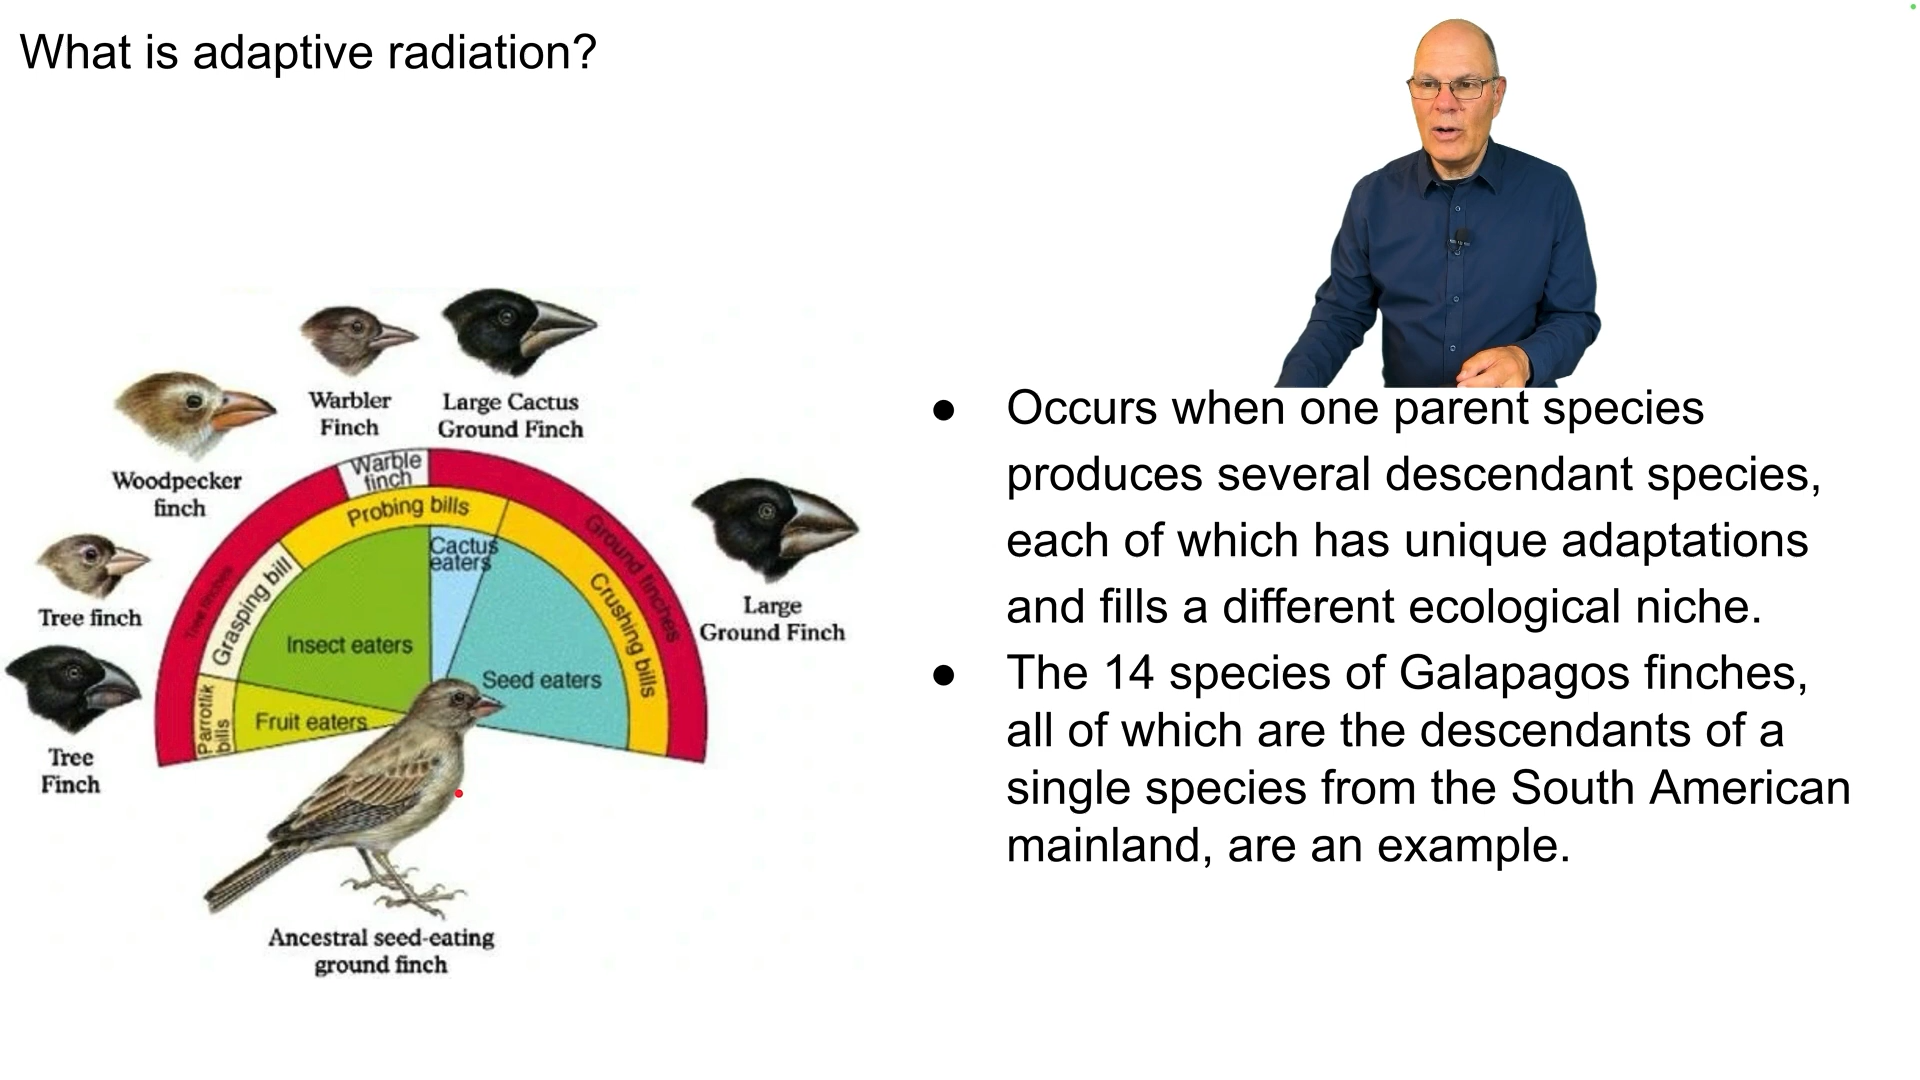 What is adaptive radiation?
Warbler
Finch
Large Cactus
Ground Finch
Woodpecker
finch
Warble
finch
Probing bills
Ground finches
Cactus
eaters
Tree finches
Grasping bill
Crushing bills
Tree finch
Large
Ground Finch
Insect eaters
Seed eaters
Parrotlik
bills
Fruit eaters
Tree
Finch
Ancestral seed-eating
ground finch
● Occurs when one parent species
produces several descendant species,
each of which has unique adaptations
and fills a different ecological niche.
● The 14 species of Galapagos finches,
all of which are the descendants of a
single species from the South American
mainland, are an example.